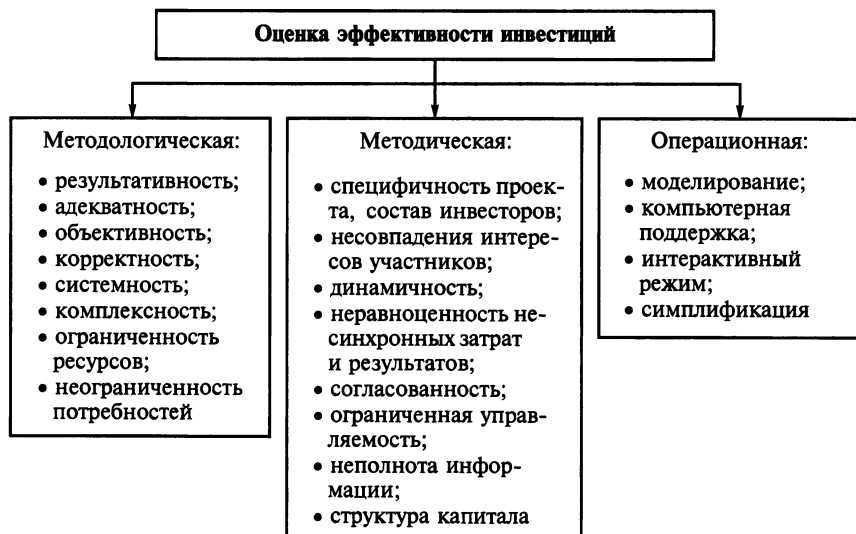 Оценка эффективности инвестиций
Методологическая:
• результативность;
• адекватность;
• объективность;
• корректность;
• системность;
• комплексность;
• ограниченность
ресурсов;
• неограниченность
потребностей
Методическая:
• специфичность проек-
та, состав инвесторов;
• несовпадения интере-
сов участников;
• динамичность;
• неравноценность не-
синхронных затрат
и результатов;
• согласованность;
• ограниченная управ-
ляемость;
• неполнота инфор-
мации;
• структура капитала
Операционная:
• моделирование;
• компьютерная
поддержка;
• интерактивный
режим;
• симплификация